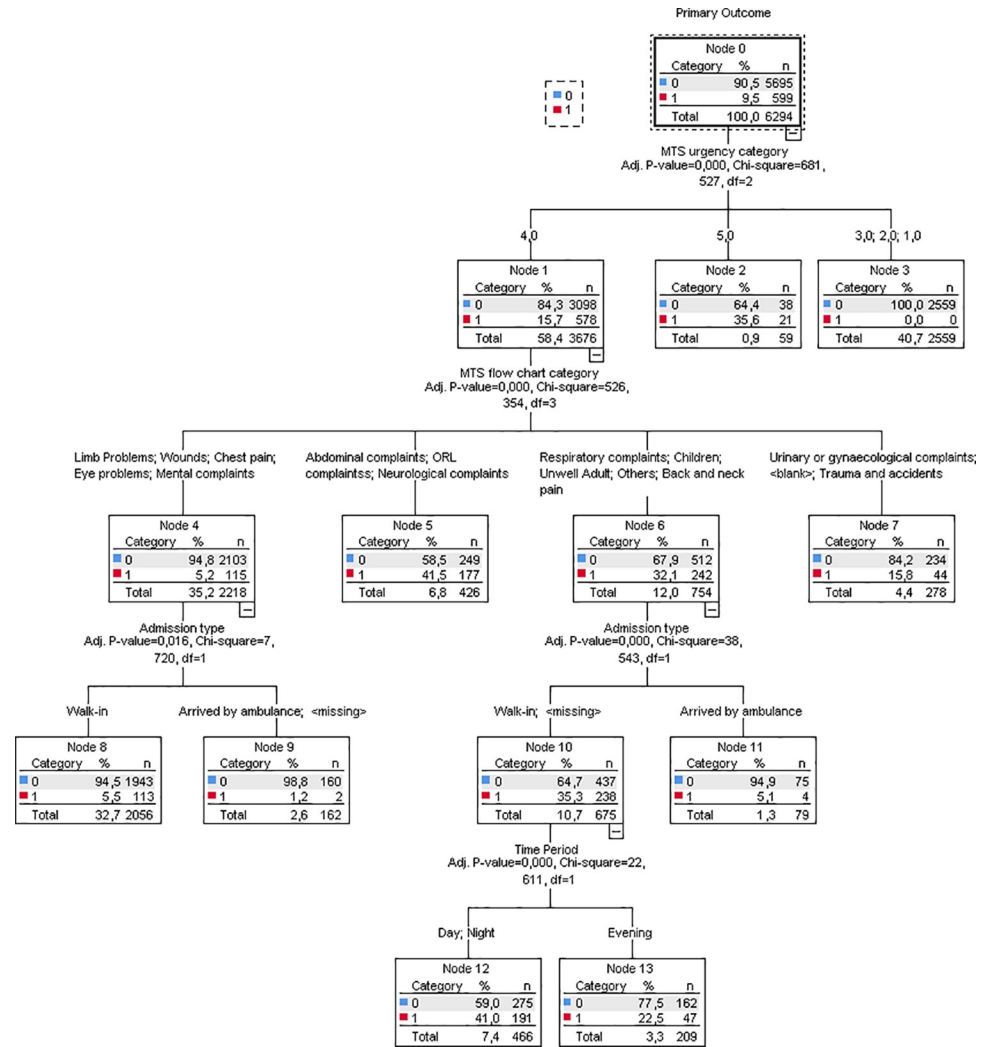 Primary Outcome
Node 0
Category % n
0 90,5 5695
1 9,5 599
Total 100,0 6294
0
1
MTS urgency category
Adj. P-value=0,000, Chi-square=681,
527, df=2
4,0
5,0
3,0; 2,0; 1,0
Node 1
Category % n
0 84,3 3098
1 15,7 578
Total 58,4 3676
Node 2
Category % n
0 64,4 38
1 35,6 21
Total 0,9 59
Node 3
Category % n
0 100,0 2559
1 0,0 0
Total 40,7 2559
MTS flow chart category
Adj. P-value=0,000, Chi-square=526,
354, df=3
Limb Problems; Wounds; Chest pain;
Eye problems; Mental complaints
Abdominal complaints; ORL
complaintss; Neurological complaints
Respiratory complaints; Children;
Unwell Adult; Others; Back and neck
pain
Urinary or gynaecological complaints;
<blank>; Trauma and accidents
Node 4
Category % n
0 94,8 2103
1 5,2 115
Total 35,2 2218
Node 5
Category % n
0 58,5 249
1 41,5 177
Total 6,8 426
Node 6
Category % n
0 67,9 512
1 32,1 242
Total 12,0 754
Node 7
Category % n
0 84,2 234
1 15,8 44
Total 4,4 278
Admission type
Adj. P-value=0,016, Chi-square=7,
720, df=1
Admission type
Adj. P-value=0,000, Chi-square=38,
543, df=1
Walk-in
Arrived by ambulance; <missing>
Walk-in; <missing>
Arrived by ambulance
Node 8
Category % n
0 94,5 1943
1 5,5 113
Total 32,7 2056
Node 9
Category % n
0 98,8 160
1 1,2 2
Total 2,6 162
Node 10
Category % n
0 64,7 437
1 35,3 238
Total 10,7 675
Node 11
Category % n
0 94,9 75
1 5,1 4
Total 1,3 79
Time Period
Adj. P-value=0,000, Chi-square=22,
611, df=1
Day; Night
Evening
Node 12
Category % n
0 59,0 275
1 41,0 191
Total 7,4 466
Node 13
Category % n
0 77,5 162
1 22,5 47
Total 3,3 209